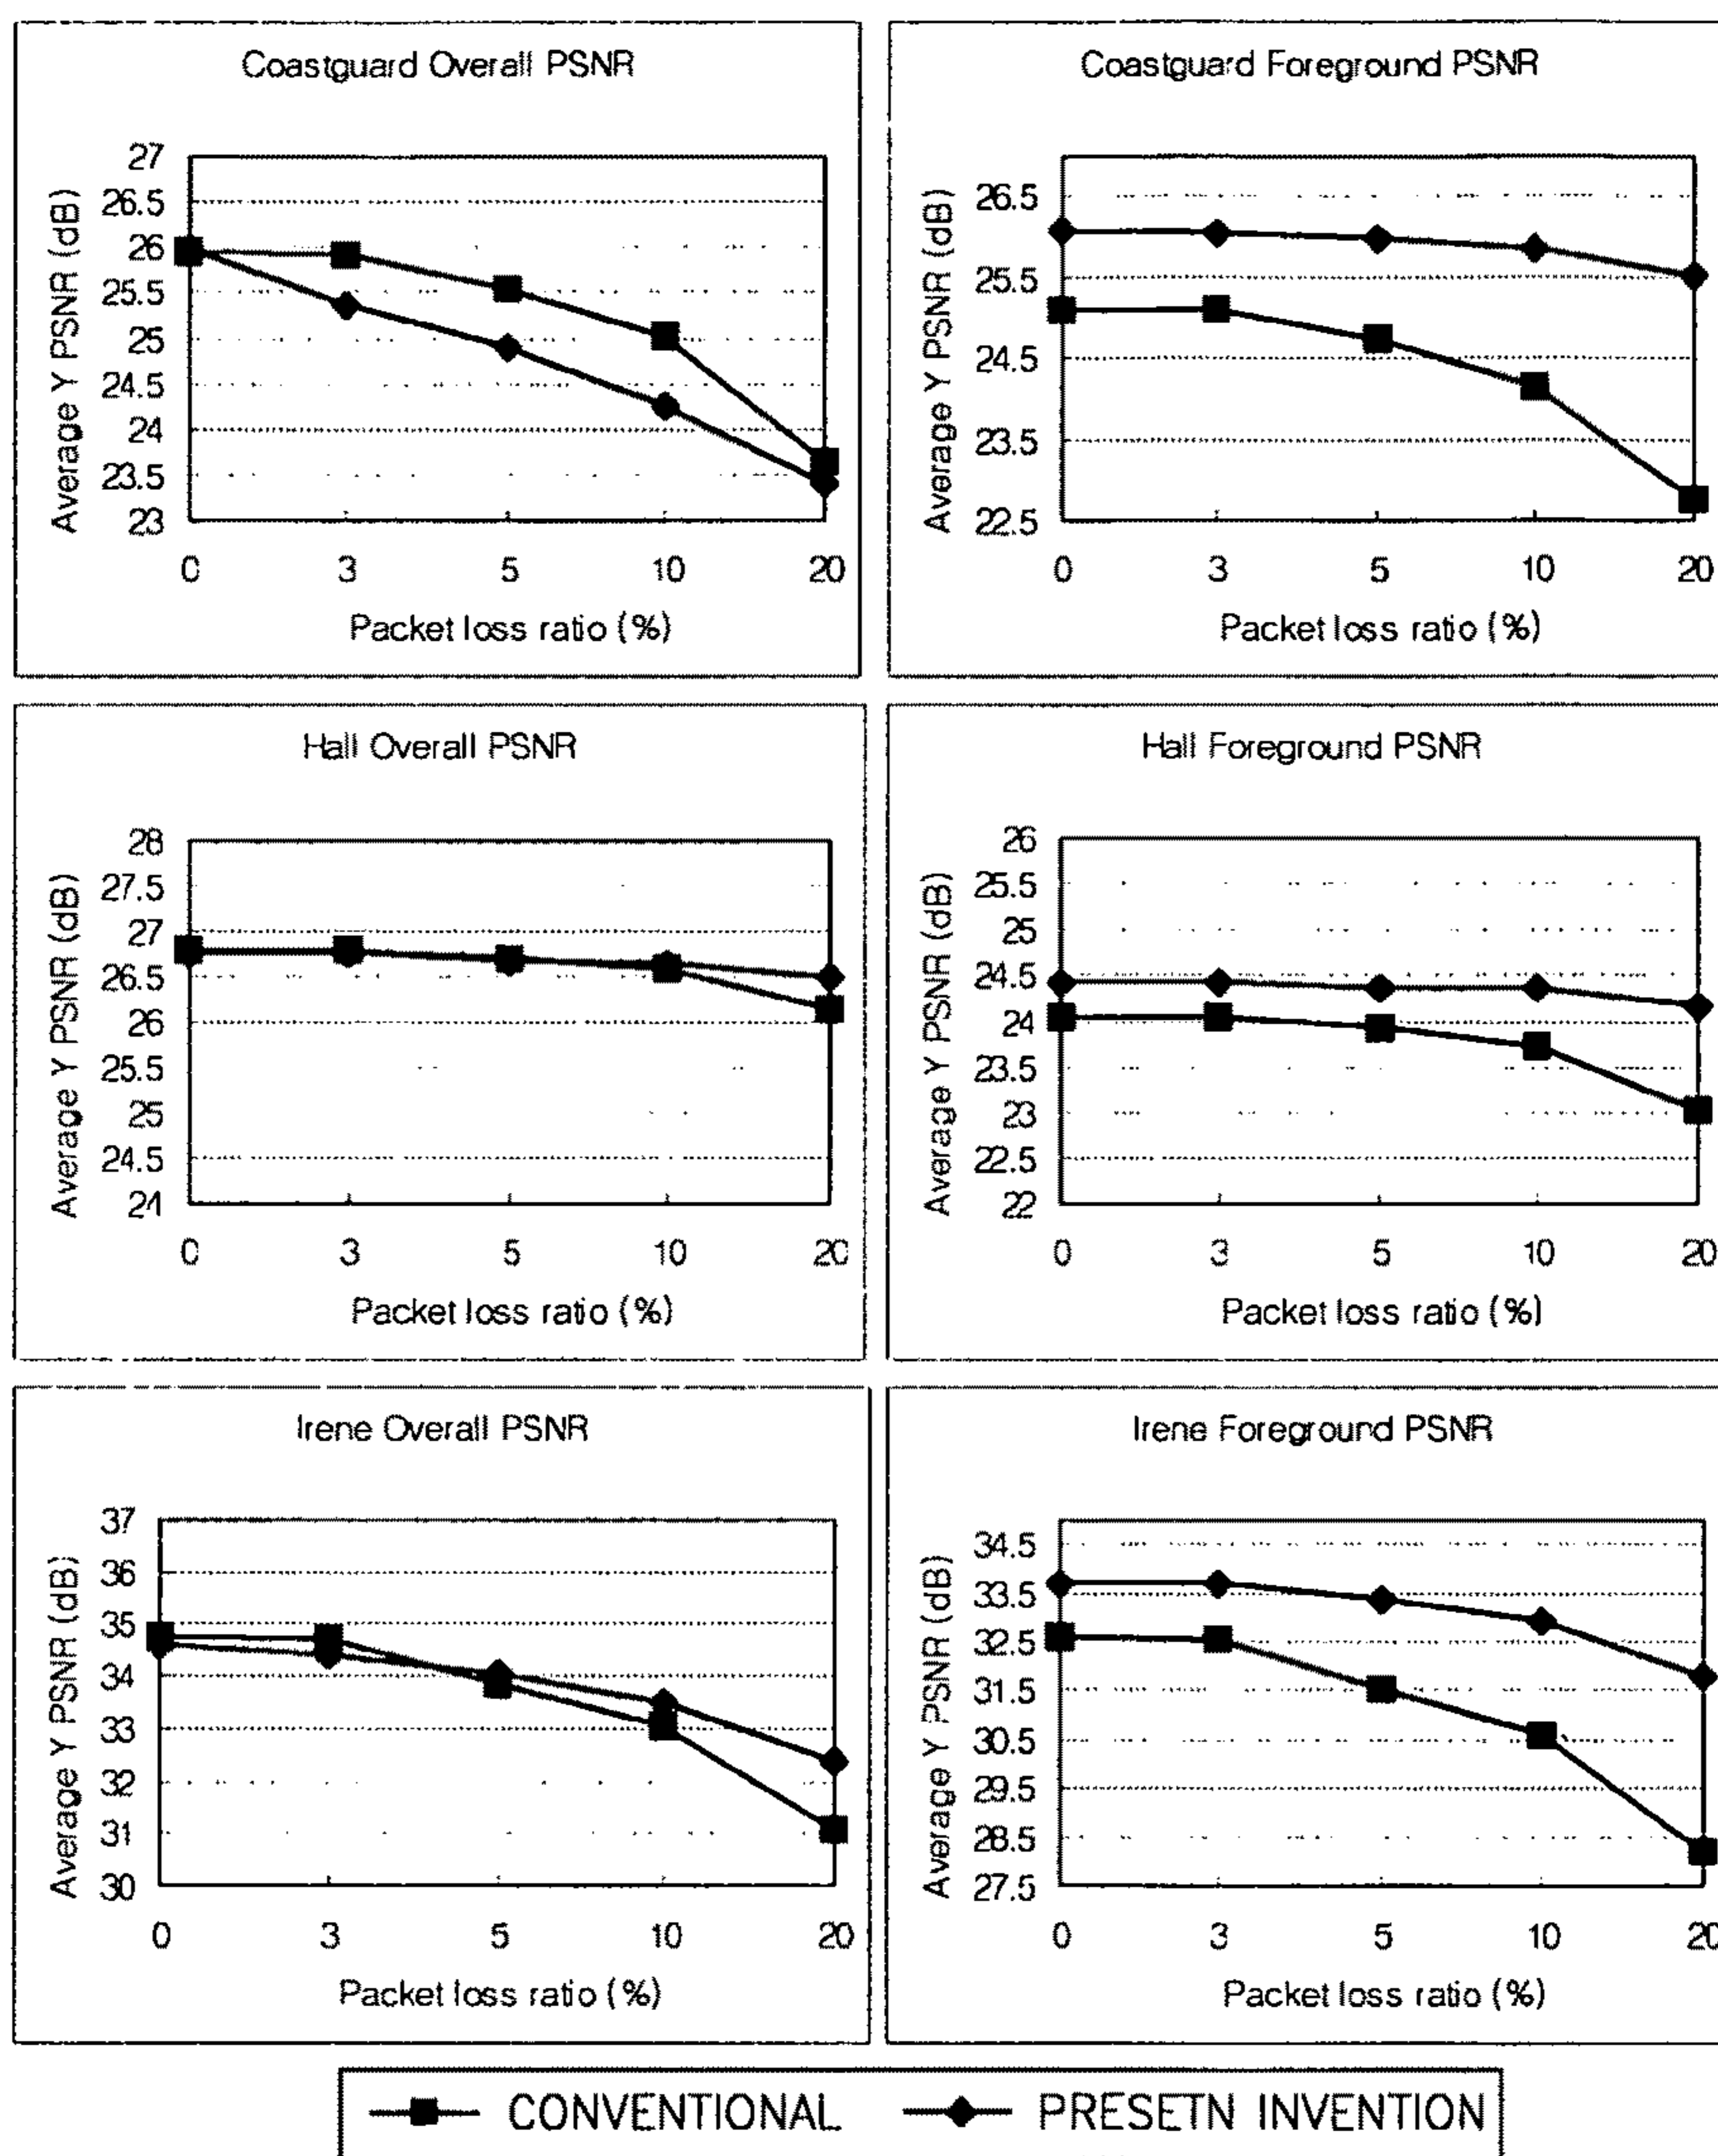 Coastguard Overall PSNR
Average Y PSNR (dB)
27
26.5
26
25.5
25
24.5
24
23.5
23
0 3 5 10 20
Packet loss ratio (%)
Coastguard Foreground PSNR
Average Y PSNR (dB)
26.5
25.5
24.5
23.5
22.5
0 3 5 10 20
Packet loss ratio (%)
Hall Overall PSNR
Average Y PSNR (dB)
28
27.5
27
26.5
26
25.5
25
24.5
24
0 3 5 10 20
Packet loss ratio (%)
Hall Foreground PSNR
Average Y PSNR (dB)
26
25.5
25
24.5
24
23.5
23
22.5
22
0 3 5 10 20
Packet loss ratio (%)
Irene Overall PSNR
Average Y PSNR (dB)
37
36
35
34
33
32
31
30
0 3 5 10 20
Packet loss ratio (%)
Irene Foreground PSNR
Average Y PSNR (dB)
34.5
33.5
32.5
31.5
30.5
29.5
28.5
27.5
0 3 5 10 20
Packet loss ratio (%)
CONVENTIONAL PRESETN INVENTION